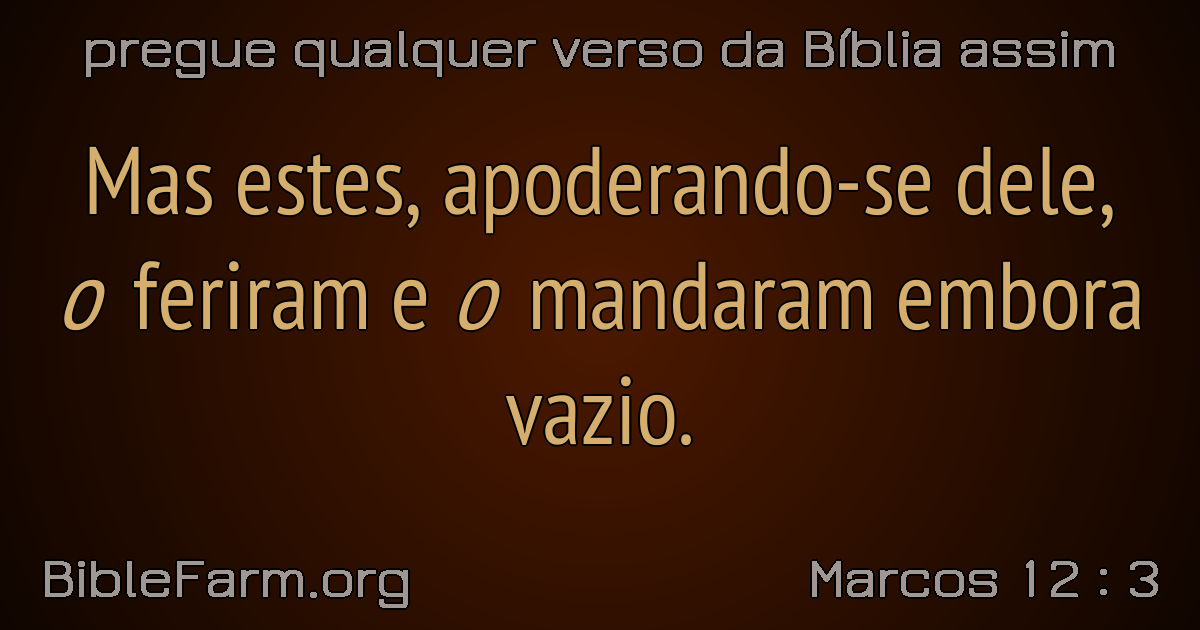 pregue qualquer verso da Bíblia assim
Mas estes, apoderando-se dele,
o feriram e o mandaram embora
vazio.
BibleFarm.org
Marcos 12 : 3